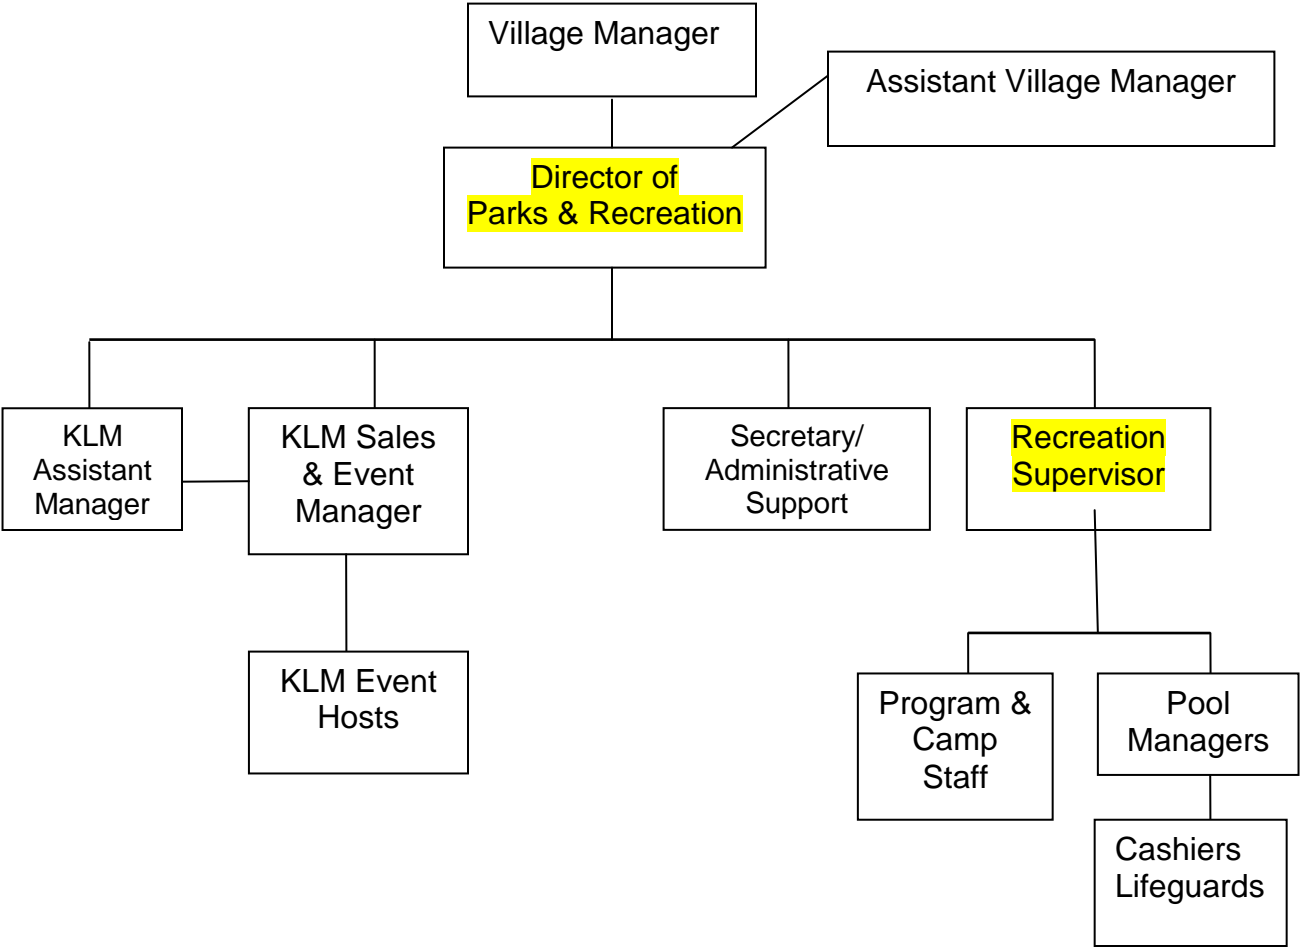 Village Manager
Assistant Village Manager
Director of
Parks & Recreation
KLM
Assistant
Manager
KLM Sales
& Event
Manager
Secretary/
Administrative
Support
Recreation
Supervisor
KLM Event
Hosts
Program &
Camp
Staff
Pool
Managers
Cashiers
Lifeguards